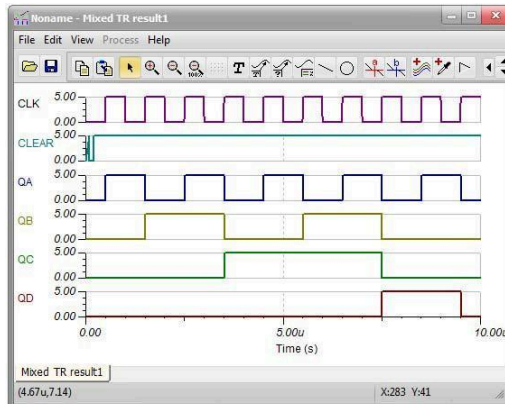 Noname - Mixed TR result1
File Edit View Process Help
CLK 5.00
0.00
CLEAR 5.00
0.00
QA 5.00
0.00
QB 5.00
0.00
QC 5.00
0.00
QD 5.00
0.00
0.00 5.00u 10.00u
Time (s)
Mixed TR result1
(4.67u,7.14) X:283 Y:41